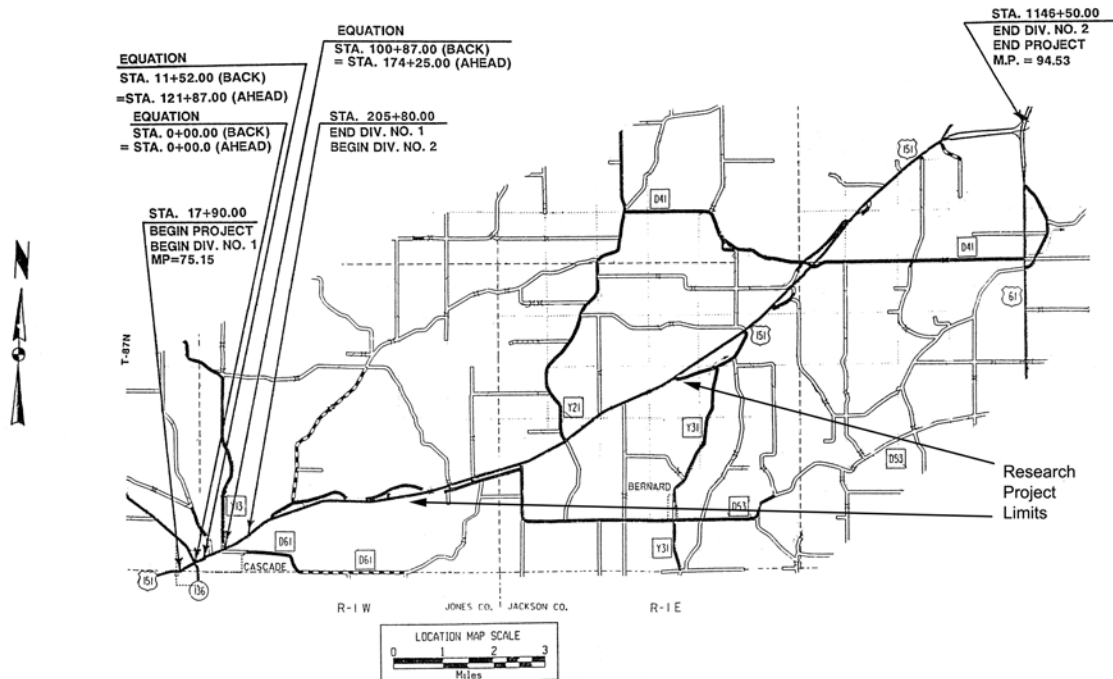 STA. 1146+50.00
END DIV. NO. 2
END PROJECT
M.P. = 94.53
EQUATION
STA. 100+87.00 (BACK)
= STA. 174+25.00 (AHEAD)
EQUATION
STA. 11+52.00 (BACK)
=STA. 121+87.00 (AHEAD)
EQUATION
STA. 0+00.00 (BACK)
= STA. 0+00.0 (AHEAD)
STA. 205+80.00
END DIV. NO. 1
BEGIN DIV. NO. 2
STA. 17+90.00
BEGIN PROJECT
BEGIN DIV. NO. 1
MP=75.15
N
T-87N
151
D41
D41
61
151
Y21
Y31
D53
BERNARD
D53
Y31
Research
Project
Limits
Y13
D61
D61
CASCADE
151
136
R-1 W
JONES CO.
JACKSON CO.
R-1 E
LOCATION MAP SCALE
0 1 2 3
Miles